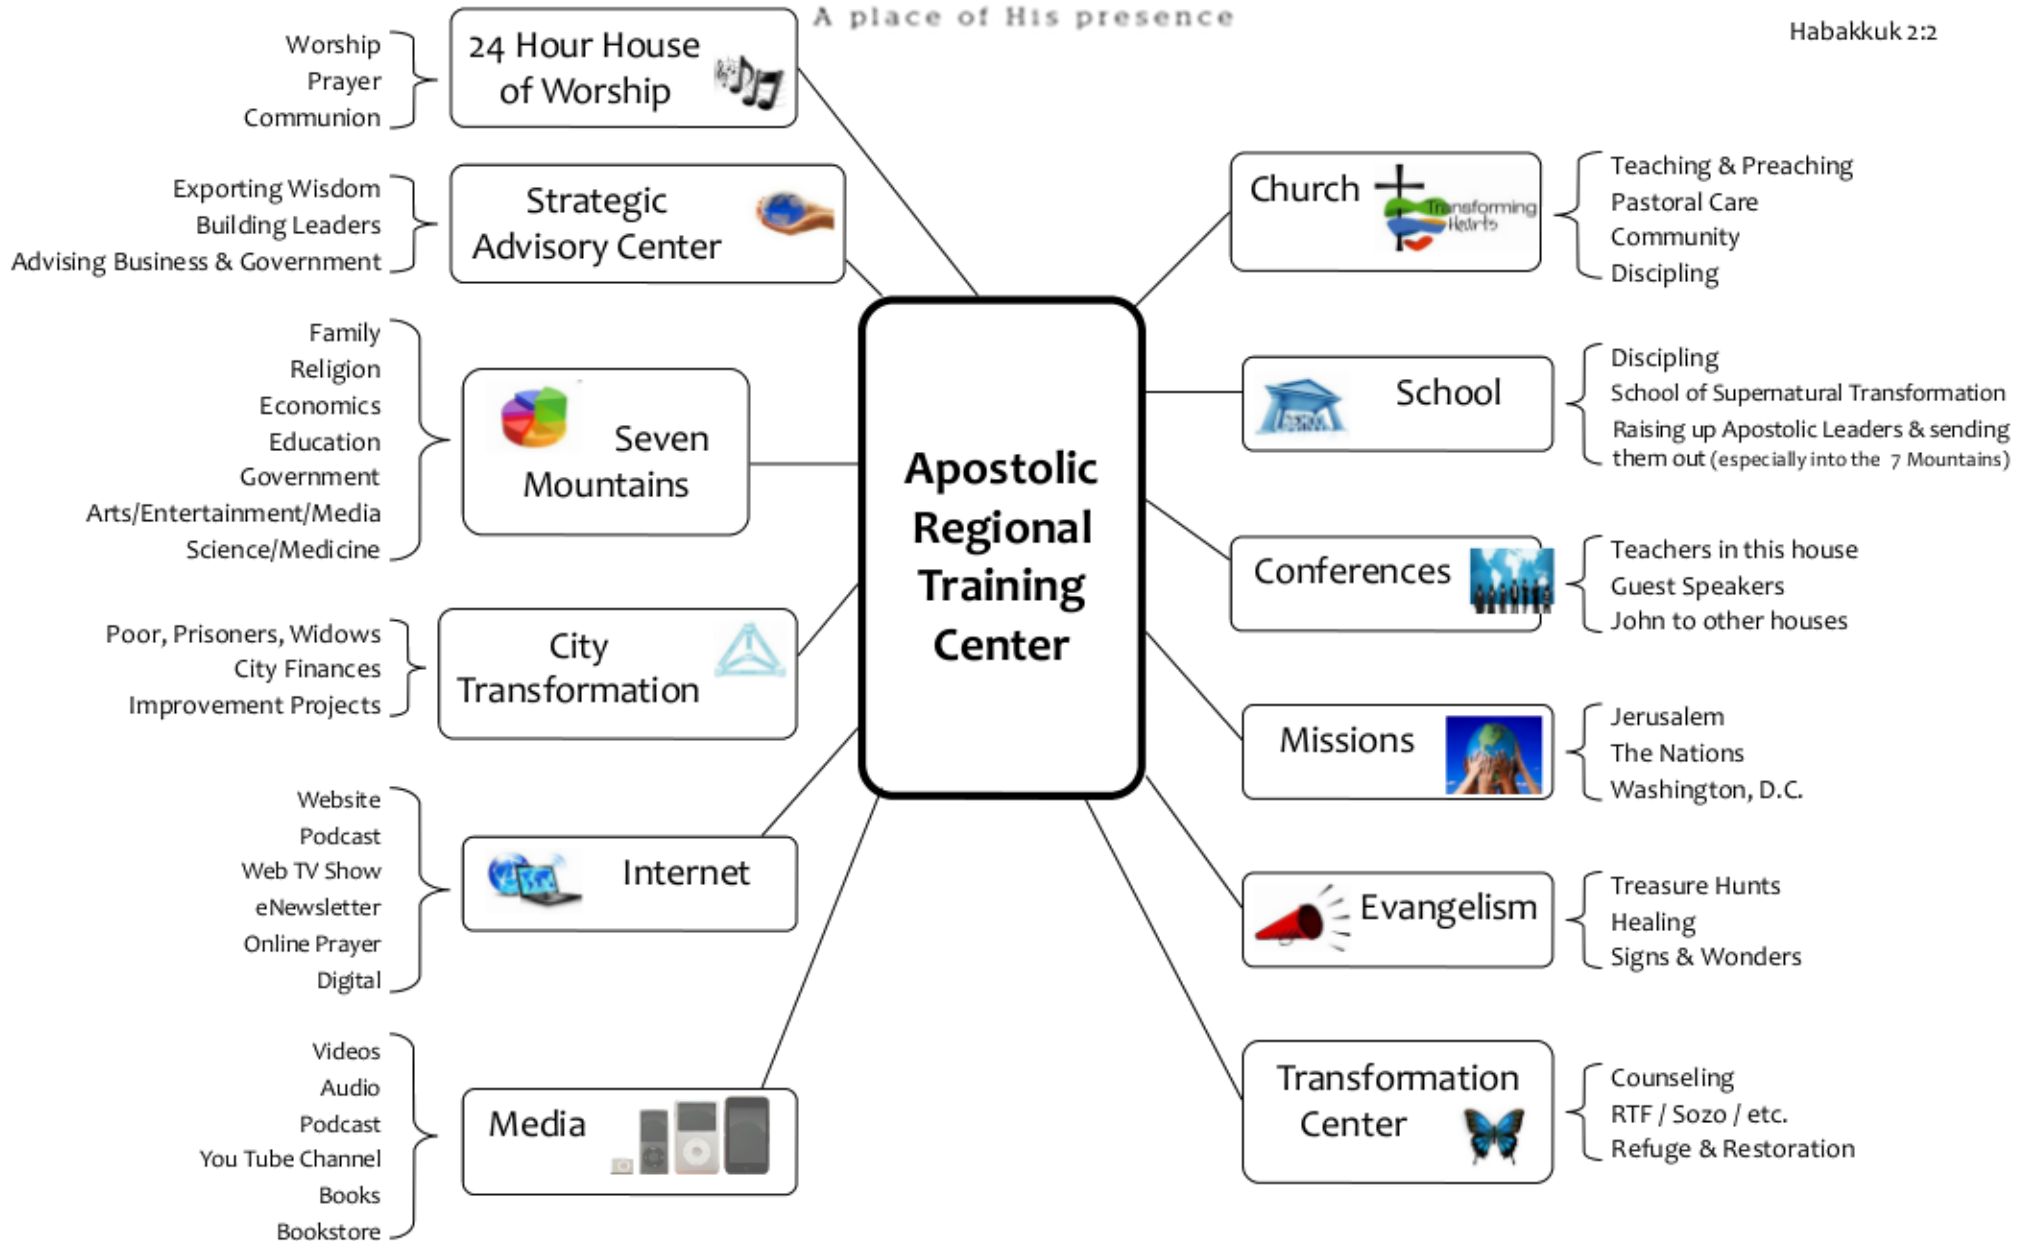 A place of His presence
Habakkuk 2:2
24 Hour House
of Worship
Worship
Prayer
Communion
Strategic
Advisory Center
Exporting Wisdom
Building Leaders
Advising Business & Government
Seven
Mountains
Family
Religion
Economics
Education
Government
Arts/Entertainment/Media
Science/Medicine
City
Transformation
Poor, Prisoners, Widows
City Finances
Improvement Projects
Internet
Website
Podcast
Web TV Show
eNewsletter
Online Prayer
Digital
Media
Videos
Audio
Podcast
You Tube Channel
Books
Bookstore
Apostolic
Regional
Training
Center
Church
Transforming
Hearts
Teaching & Preaching
Pastoral Care
Community
Discipling
School
Discipling
School of Supernatural Transformation
Raising up Apostolic Leaders & sending
them out (especially into the 7 Mountains)
Conferences
Teachers in this house
Guest Speakers
John to other houses
Missions
Jerusalem
The Nations
Washington, D.C.
Evangelism
Treasure Hunts
Healing
Signs & Wonders
Transformation
Center
Counseling
RTF / Sozo / etc.
Refuge & Restoration